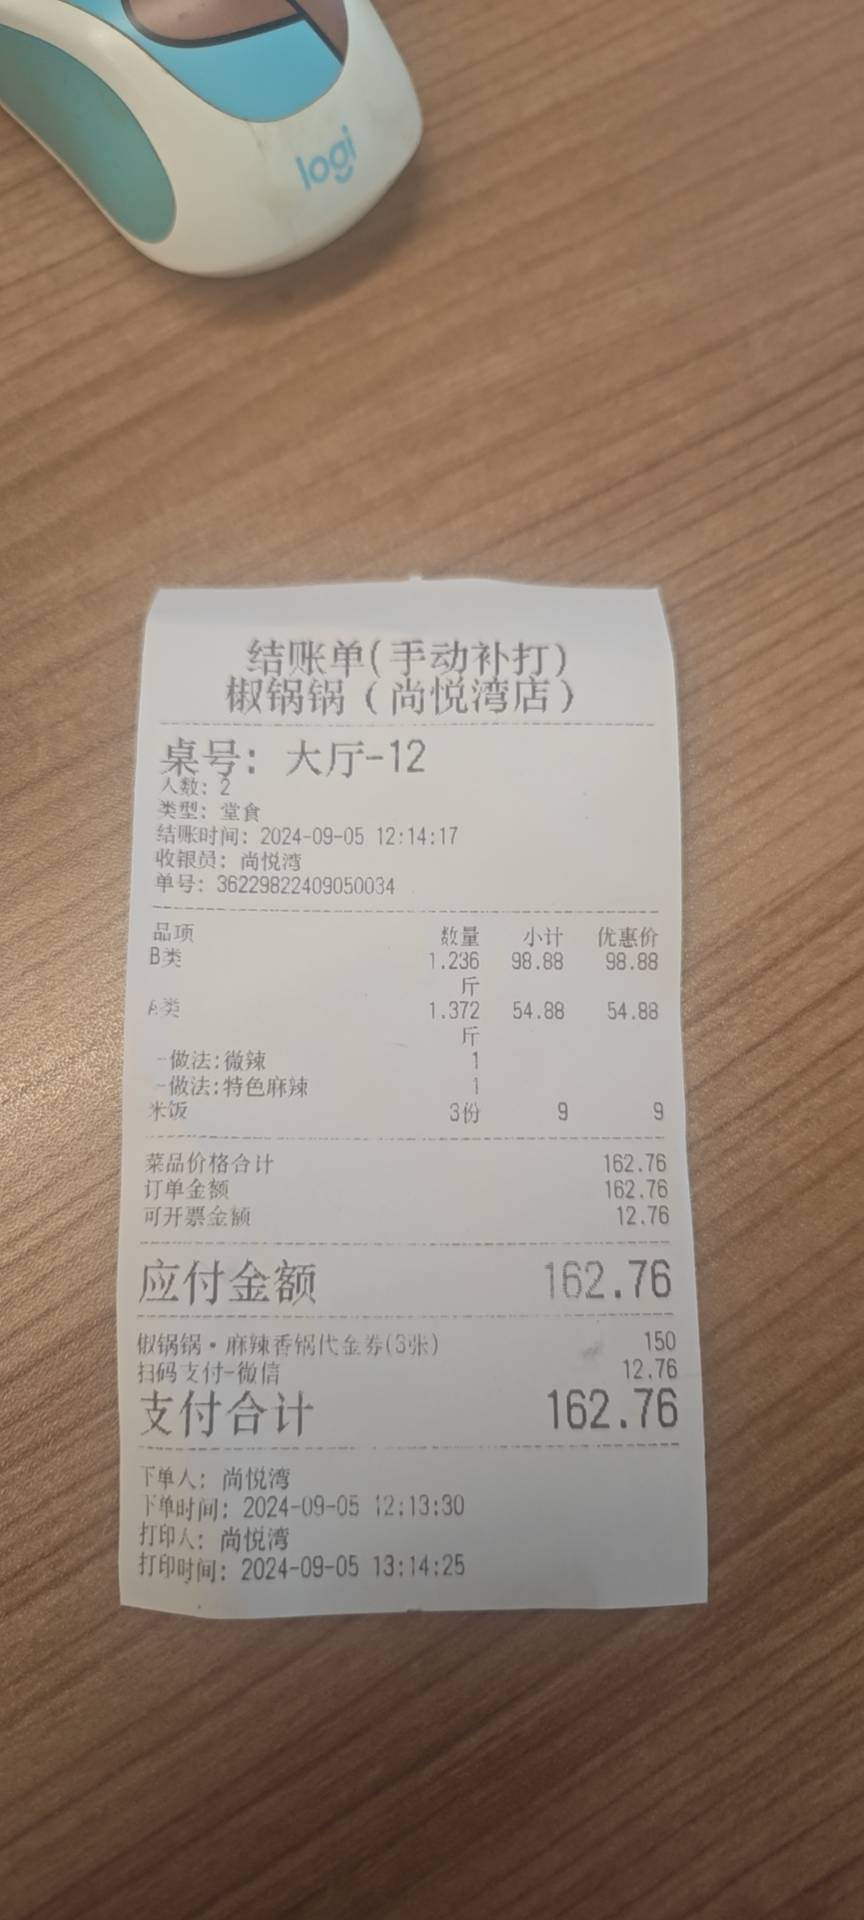 logi
结账单(手动补打)
椒锅锅(尚悦湾店)
桌号: 大厅-12
人数: 2
类型: 堂食
结账时间: 2024-09-05 12:14:17
收银员: 尚悦湾
单号: 36229822409050034
品项 数量 小计 优惠价
B类 1.236 98.88 98.88
斤
A类 1.372 54.88 54.88
斤
-做法:微辣 1
-做法:特色麻辣 1
米饭 3份 9 9
菜品价格合计 162.76
订单金额 162.76
可开票金额 12.76
应付金额 162.76
椒锅锅·麻辣香锅代金券(3张) 150
扫码支付-微信 12.76
支付合计 162.76
下单人: 尚悦湾
下单时间: 2024-09-05 12:13:30
打印人: 尚悦湾
打印时间: 2024-09-05 13:14:25